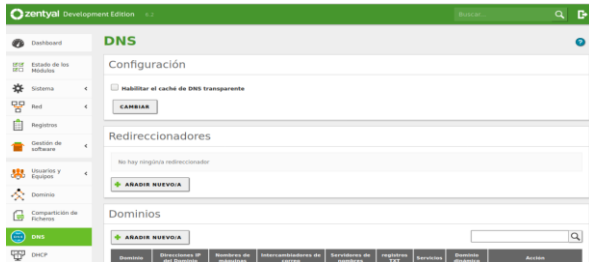 zentyal Development Edition 6.2
Buscar...
Dashboard
Estado de los
Módulos
Sistema
Red
Registros
Gestión de
software
Usuarios y
Equipos
Dominio
Compartición de
Ficheros
DNS
DHCP
DNS
Configuración
Habilitar el caché de DNS transparente
CAMBIAR
Redireccionadores
No hay ningún/a redireccionador
AÑADIR NUEVO/A
Dominios
AÑADIR NUEVO/A
Dominio
Direcciones IP
del Dominio
Nombres de
máquinas
Intercambiadores de
correo
Servidores de
nombres
registros
TXT
Servicios
Dominio
dinámico
Acción